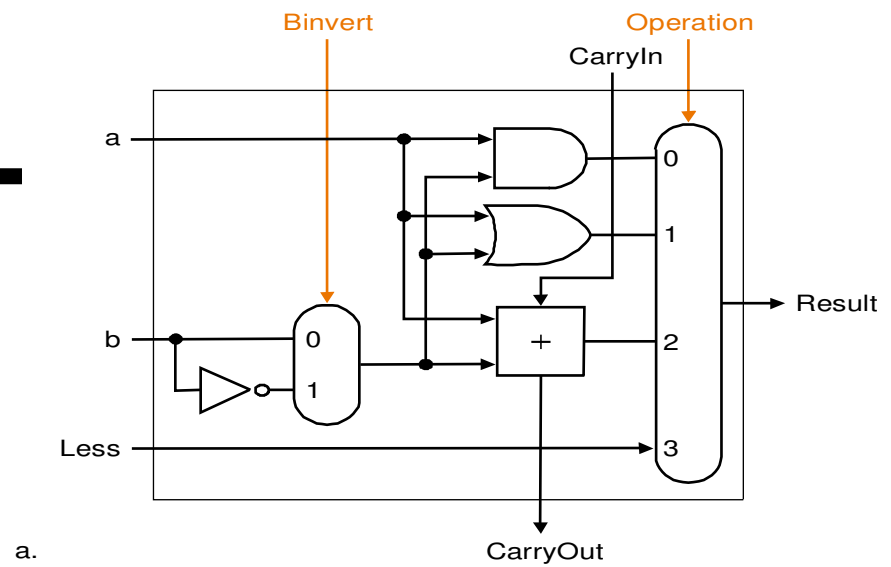 Binvert
Operation
CarryIn
a
0
1
Result
b
0
+
2
1
Less
3
a.
CarryOut